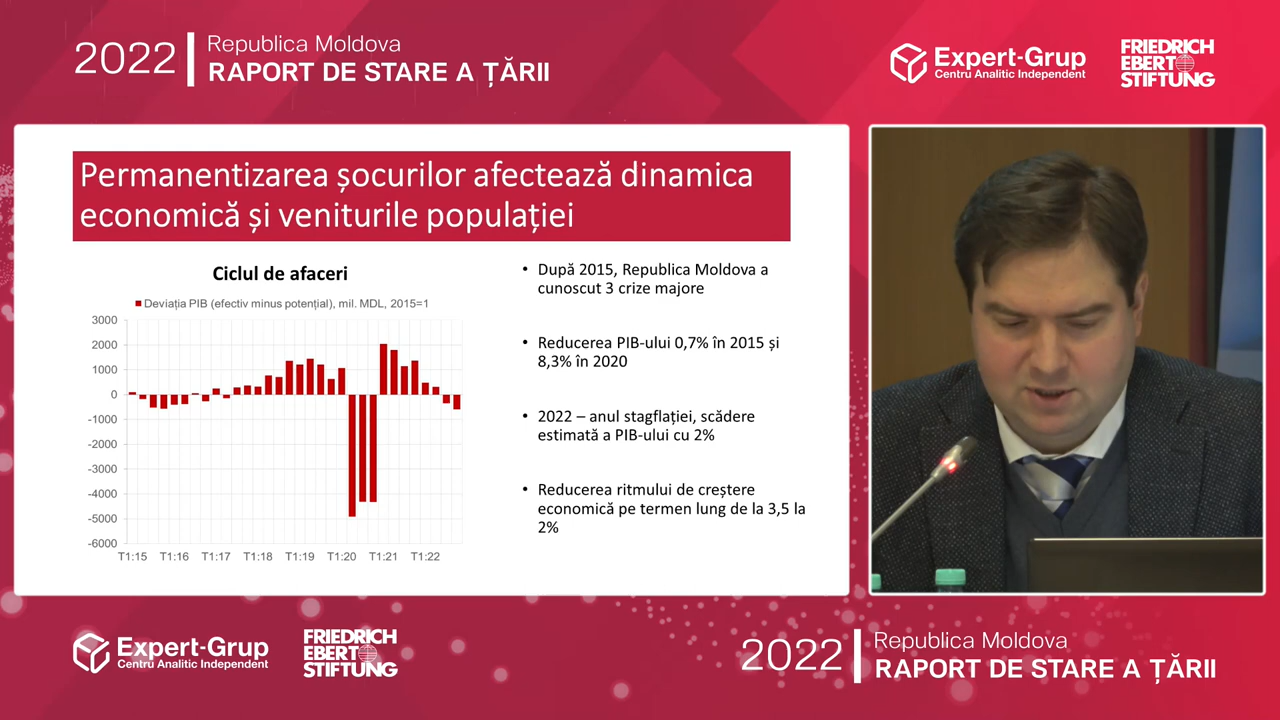 2022
Republica Moldova
RAPORT DE STARE A ȚĂRII
Expert-Grup
Centru Analitic Independent
FRIEDRICH
EBERT
STIFTUNG
Permanentizarea șocurilor afectează dinamica
economică și veniturile populației
Ciclul de afaceri
Deviația PIB (efectiv minus potențial), mil. MDL, 2015=1
3000
2000
1000
0
-1000
-2000
-3000
-4000
-5000
-6000
T1:15 T1:16 T1:17 T1:18 T1:19 T1:20 T1:21 T1:22
• După 2015, Republica Moldova a
cunoscut 3 crize majore
• Reducerea PIB-ului 0,7% în 2015 și
8,3% în 2020
• 2022 – anul stagflației, scădere
estimată a PIB-ului cu 2%
• Reducerea ritmului de creștere
economică pe termen lung de la 3,5 la
2%
Expert-Grup
Centru Analitic Independent
FRIEDRICH
EBERT
STIFTUNG
2022
Republica Moldova
RAPORT DE STARE A ȚĂRII